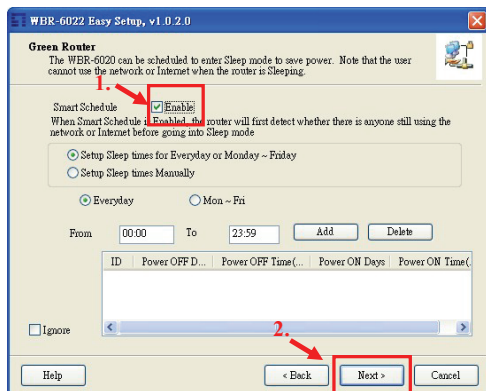 WBR-6022 Easy Setup, v1.0.2.0
Green Router
The WBR-6020 can be scheduled to enter Sleep mode to save power. Note that the user
cannot use the network or Internet when the router is Sleeping.
1.
Smart Schedule Enable
When Smart Schedule is Enabled, the router will first detect whether there is anyone still using the
network or Internet before going into Sleep mode
Setup Sleep times for Everyday or Monday ~ Friday
Setup Sleep times Manually
Everyday Mon ~ Fri
From 00:00 To 23:59 Add Delete
ID Power OFF D... Power OFF Time(... Power ON Days Power ON Time(.
Ignore
2.
Help < Back Next > Cancel